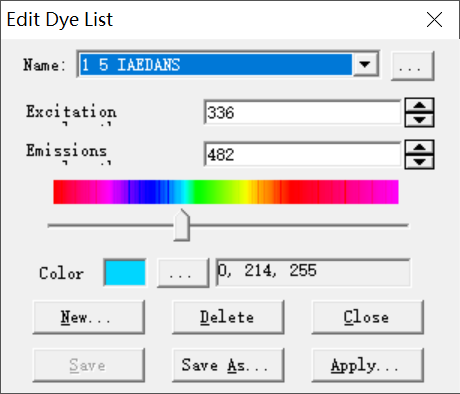 Edit Dye List
Name: 1 5 IAEDANS ...
Excitation 336
Emissions 482
Color ... 0, 214, 255
New... Delete Close
Save Save As... Apply...